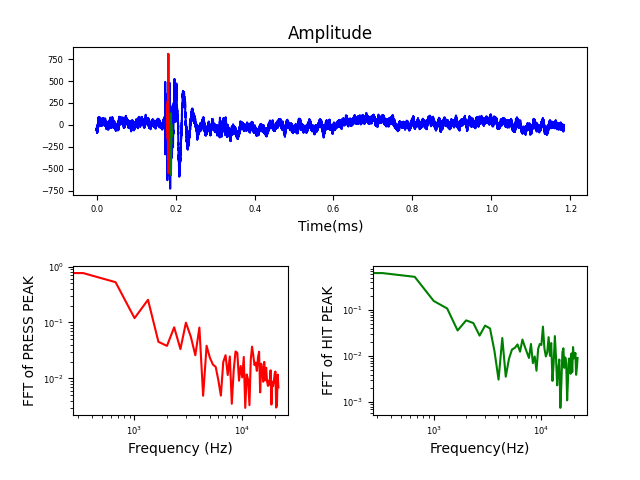 Amplitude
750
500
250
0
−250
−500
−750
0.0 0.2 0.4 0.6 0.8 1.0 1.2
Time(ms)
FFT of PRESS PEAK
10⁰
10⁻¹
10⁻²
10³ 10⁴
Frequency (Hz)
FFT of HIT PEAK
10⁻¹
10⁻²
10⁻³
10³ 10⁴
Frequency(Hz)